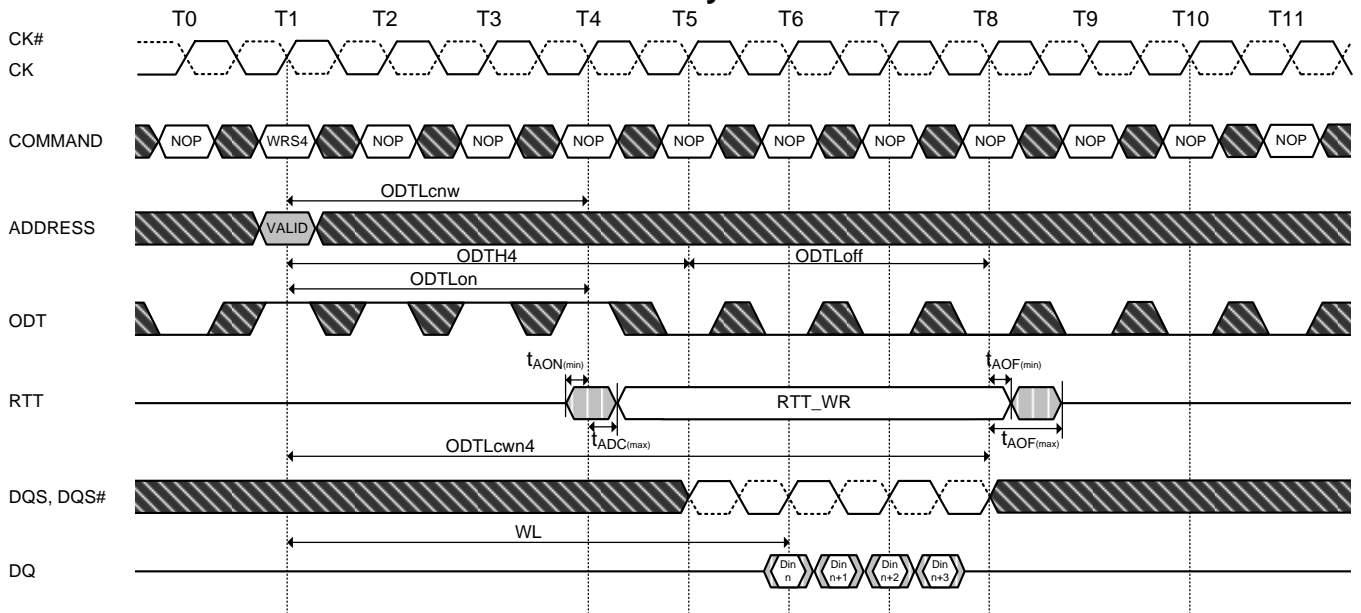 T0 T1 T2 T3 T4 T5 T6 T7 T8 T9 T10 T11
CK#
CK
COMMAND NOP WRS4 NOP NOP NOP NOP NOP NOP NOP NOP NOP NOP
ODTLcnw
ADDRESS VALID
ODTH4 ODTLoff
ODTLon
ODT
tAON(min) tAOF(min)
RTT RTT_WR
tADC(max) tAOF(max)
ODTLcwn4
DQS, DQS#
WL
DQ Din n Din n+1 Din n+2 Din n+3